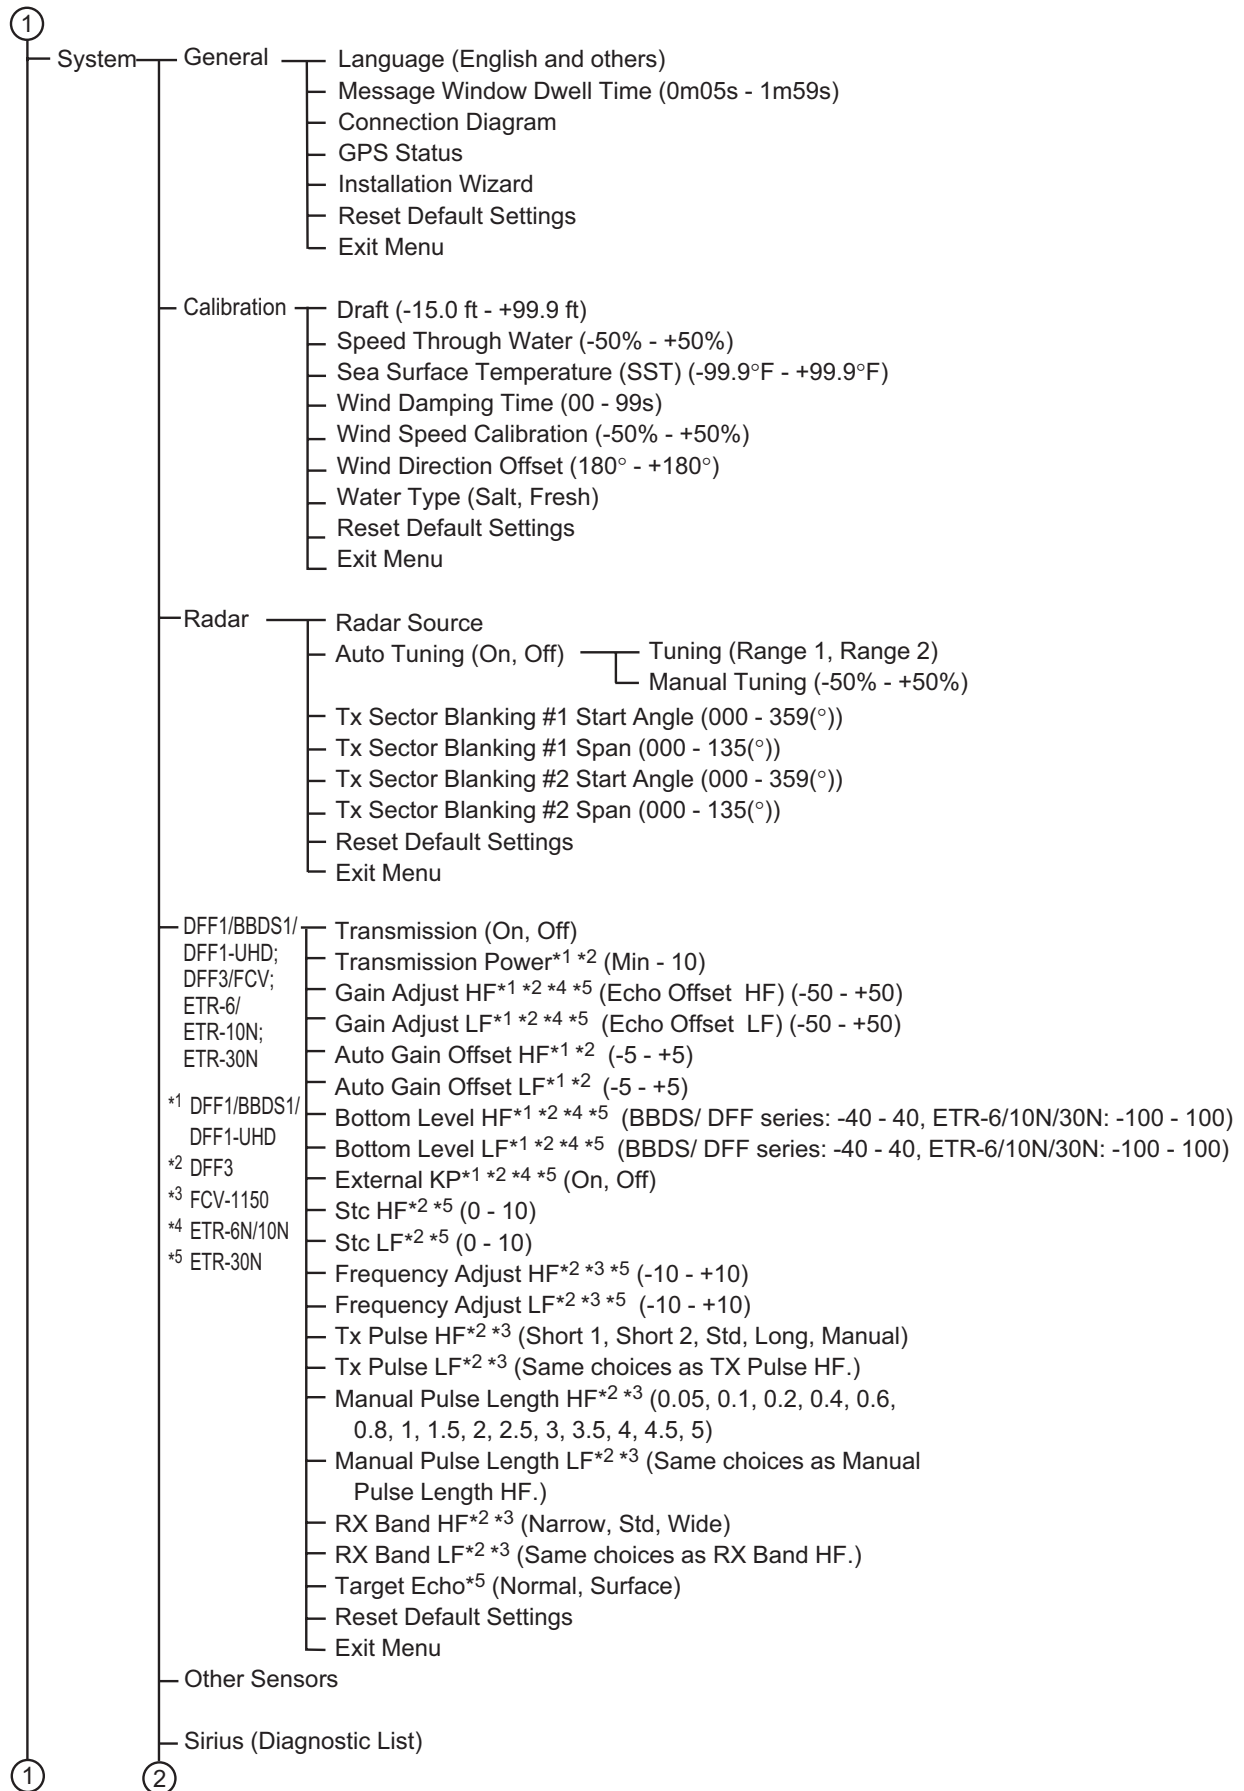 1
System
General
Language (English and others)
Message Window Dwell Time (0m05s - 1m59s)
Connection Diagram
GPS Status
Installation Wizard
Reset Default Settings
Exit Menu
Calibration
Draft (-15.0 ft - +99.9 ft)
Speed Through Water (-50% - +50%)
Sea Surface Temperature (SST) (-99.9°F - +99.9°F)
Wind Damping Time (00 - 99s)
Wind Speed Calibration (-50% - +50%)
Wind Direction Offset (180° - +180°)
Water Type (Salt, Fresh)
Reset Default Settings
Exit Menu
Radar
Radar Source
Auto Tuning (On, Off)
Tuning (Range 1, Range 2)
Manual Tuning (-50% - +50%)
Tx Sector Blanking #1 Start Angle (000 - 359(°))
Tx Sector Blanking #1 Span (000 - 135(°))
Tx Sector Blanking #2 Start Angle (000 - 359(°))
Tx Sector Blanking #2 Span (000 - 135(°))
Reset Default Settings
Exit Menu
DFF1/BBDS1/
DFF1-UHD;
DFF3/FCV;
ETR-6/
ETR-10N;
ETR-30N
*1 DFF1/BBDS1/
DFF1-UHD
*2 DFF3
*3 FCV-1150
*4 ETR-6N/10N
*5 ETR-30N
Transmission (On, Off)
Transmission Power*1 *2 (Min - 10)
Gain Adjust HF*1 *2 *4 *5 (Echo Offset HF) (-50 - +50)
Gain Adjust LF*1 *2 *4 *5 (Echo Offset LF) (-50 - +50)
Auto Gain Offset HF*1 *2 (-5 - +5)
Auto Gain Offset LF*1 *2 (-5 - +5)
Bottom Level HF*1 *2 *4 *5 (BBDS/ DFF series: -40 - 40, ETR-6/10N/30N: -100 - 100)
Bottom Level LF*1 *2 *4 *5 (BBDS/ DFF series: -40 - 40, ETR-6/10N/30N: -100 - 100)
External KP*1 *2 *4 *5 (On, Off)
Stc HF*2 *5 (0 - 10)
Stc LF*2 *5 (0 - 10)
Frequency Adjust HF*2 *3 *5 (-10 - +10)
Frequency Adjust LF*2 *3 *5 (-10 - +10)
Tx Pulse HF*2 *3 (Short 1, Short 2, Std, Long, Manual)
Tx Pulse LF*2 *3 (Same choices as TX Pulse HF.)
Manual Pulse Length HF*2 *3 (0.05, 0.1, 0.2, 0.4, 0.6,
0.8, 1, 1.5, 2, 2.5, 3, 3.5, 4, 4.5, 5)
Manual Pulse Length LF*2 *3 (Same choices as Manual
Pulse Length HF.)
RX Band HF*2 *3 (Narrow, Std, Wide)
RX Band LF*2 *3 (Same choices as RX Band HF.)
Target Echo*5 (Normal, Surface)
Reset Default Settings
Exit Menu
Other Sensors
Sirius (Diagnostic List)
1
2